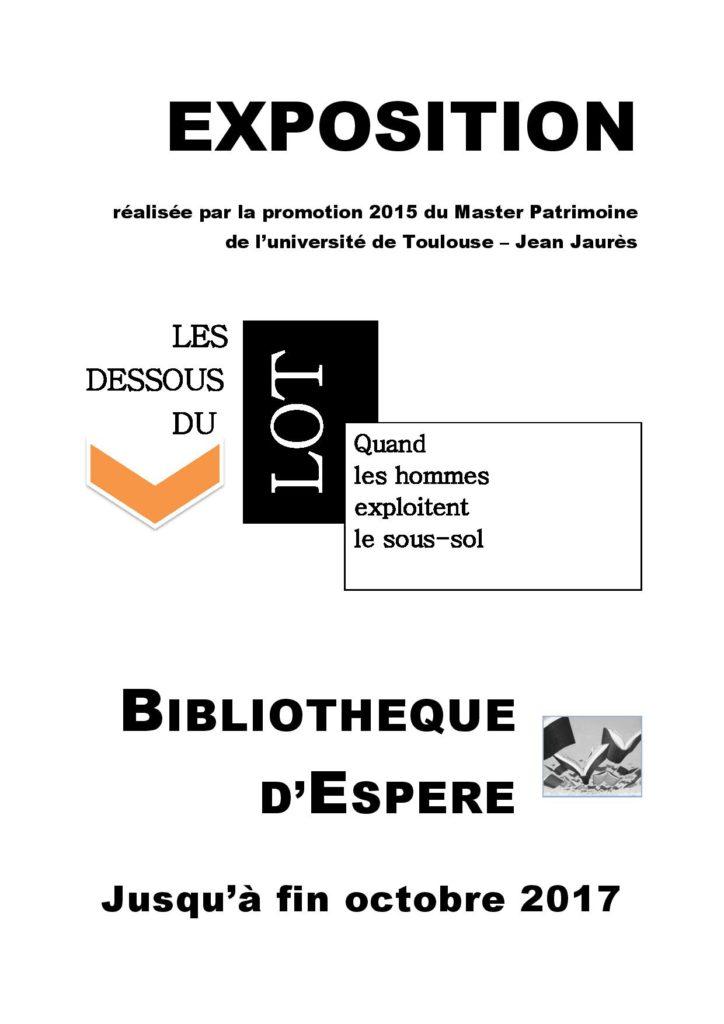 EXPOSITION
réalisée par la promotion 2015 du Master Patrimoine
de l’université de Toulouse – Jean Jaurès
LES
DESSOUS
DU
LOT
Quand
les hommes
exploitent
le sous-sol
BIBLIOTHEQUE
D’ESPERE
Jusqu’à fin octobre 2017